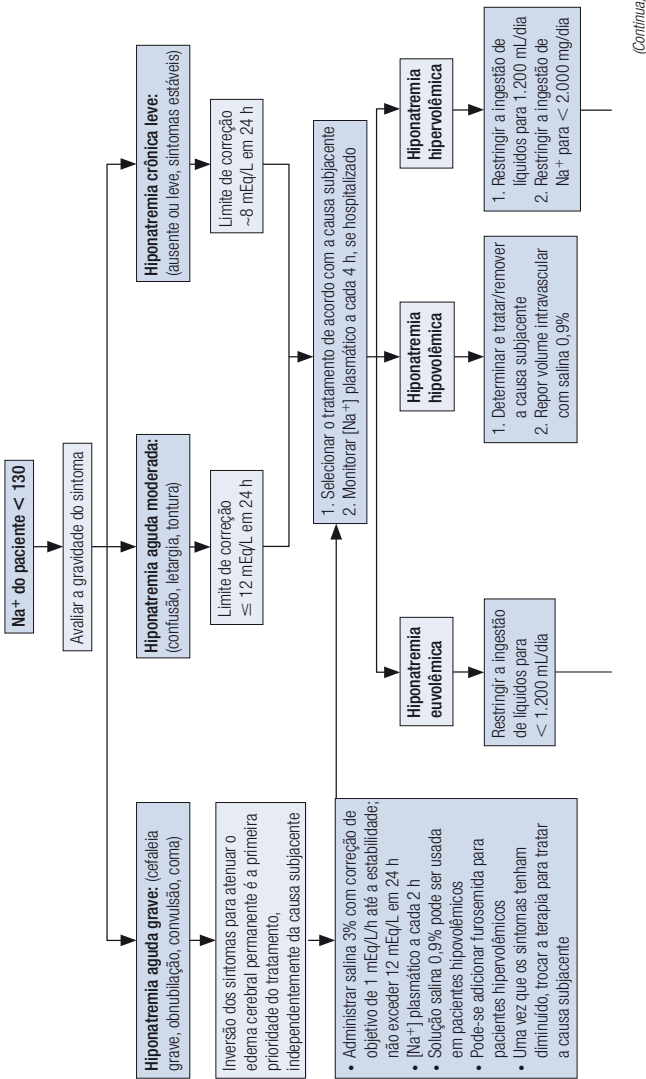 Na⁺ do paciente < 130
Avaliar a gravidade do sintoma
Hiponatremia aguda grave: (cefaleia
grave, obnubilação, convulsão, coma)
Hiponatremia aguda moderada:
(confusão, letargia, tontura)
Hiponatremia crônica leve:
(ausente ou leve, sintomas estáveis)
Inversão dos sintomas para atenuar o
edema cerebral permanente é a primeira
prioridade do tratamento,
independentemente da causa subjacente
Limite de correção
≤ 12 mEq/L em 24 h
Limite de correção
~8 mEq/L em 24 h
• Administrar salina 3% com correção de
objetivo de 1 mEq/L/h até a estabilidade;
não exceder 12 mEq/L em 24 h
• [Na⁺] plasmático a cada 2 h
• Solução salina 0,9% pode ser usada
em pacientes hipovolêmicos
• Pode-se adicionar furosemida para
pacientes hipervolêmicos
• Uma vez que os sintomas tenham
diminuído, trocar a terapia para tratar
a causa subjacente
1. Selecionar o tratamento de acordo com a causa subjacente
2. Monitorar [Na⁺] plasmático a cada 4 h, se hospitalizado
Hiponatremia
euvolêmica
Hiponatremia
hipovolêmica
Hiponatremia
hipervolêmica
Restringir a ingestão
de líquidos para
< 1.200 mL/dia
1. Determinar e tratar/remover
a causa subjacente
2. Repor volume intravascular
com salina 0,9%
1. Restringir a ingestão de
líquidos para 1.200 mL/dia
2. Restringir a ingestão de
Na⁺ para < 2.000 mg/dia
(Continua)